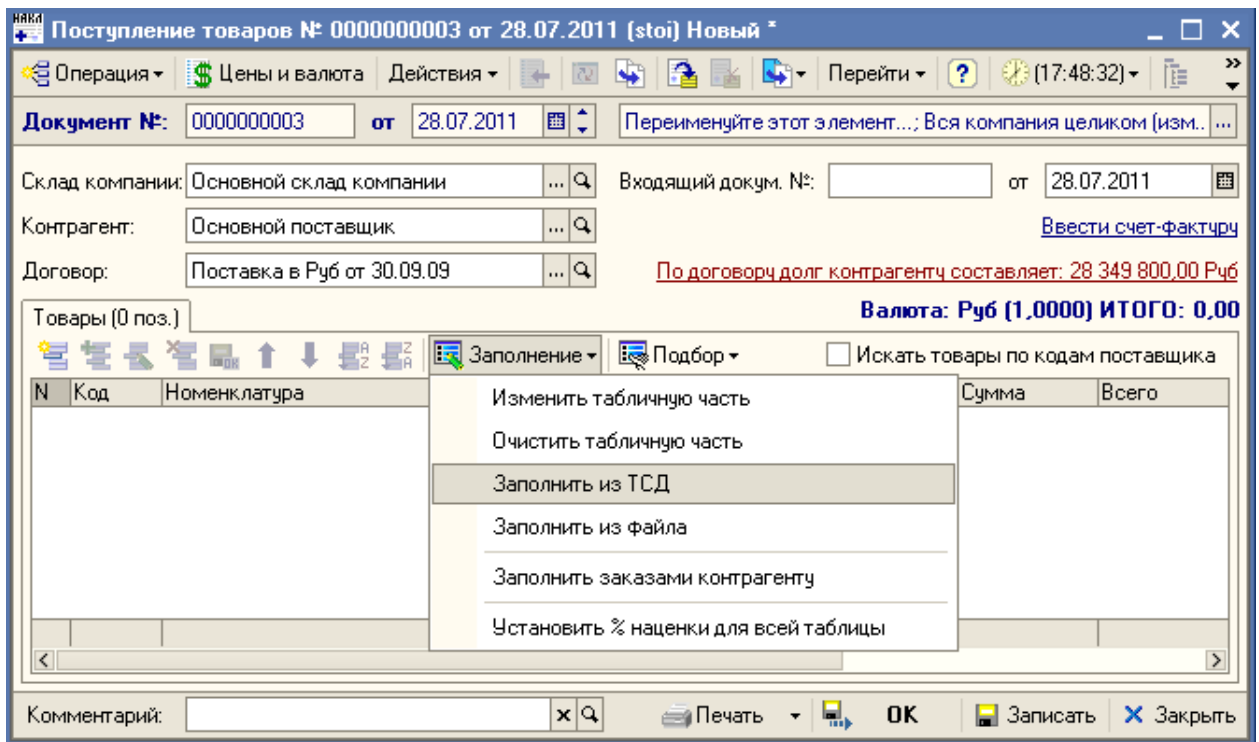 НАКЛ
Поступление товаров № 0000000003 от 28.07.2011 (stoi) Новый *
Операция Цены и валюта Действия Перейти ? (17:48:32) »
Документ №: 0000000003 от 28.07.2011 Переименуйте этот элемент...; Вся компания целиком (изм.. ...
Склад компании: Основной склад компании ... Входящий докум. №: от 28.07.2011
Контрагент: Основной поставщик ... Ввести счет-фактуру
Договор: Поставка в Руб от 30.09.09 ... По договору долг контрагенту составляет: 28 349 800,00 Руб
Товары (0 поз.) Валюта: Руб (1,0000) ИТОГО: 0,00
Заполнение Подбор Искать товары по кодам поставщика
N Код Номенклатура Сумма Всего
Изменить табличную часть
Очистить табличную часть
Заполнить из ТСД
Заполнить из файла
Заполнить заказами контрагенту
Установить % наценки для всей таблицы
Комментарий: x Печать OK Записать Закрыть